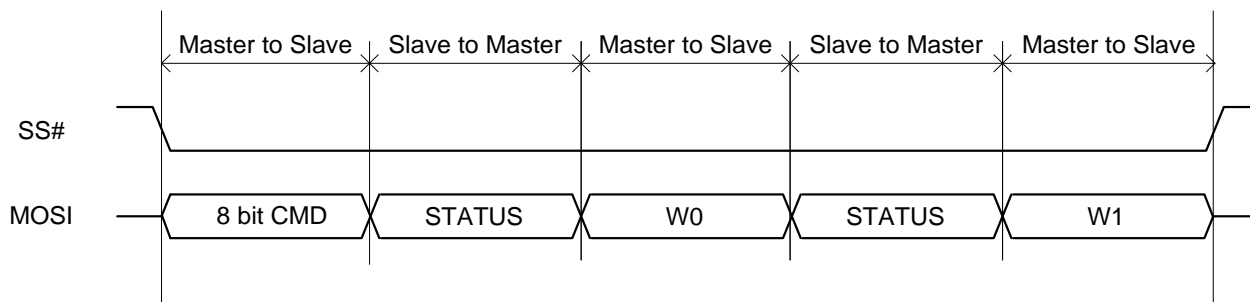 Master to Slave Slave to Master Master to Slave Slave to Master Master to Slave
SS#
MOSI 8 bit CMD STATUS W0 STATUS W1